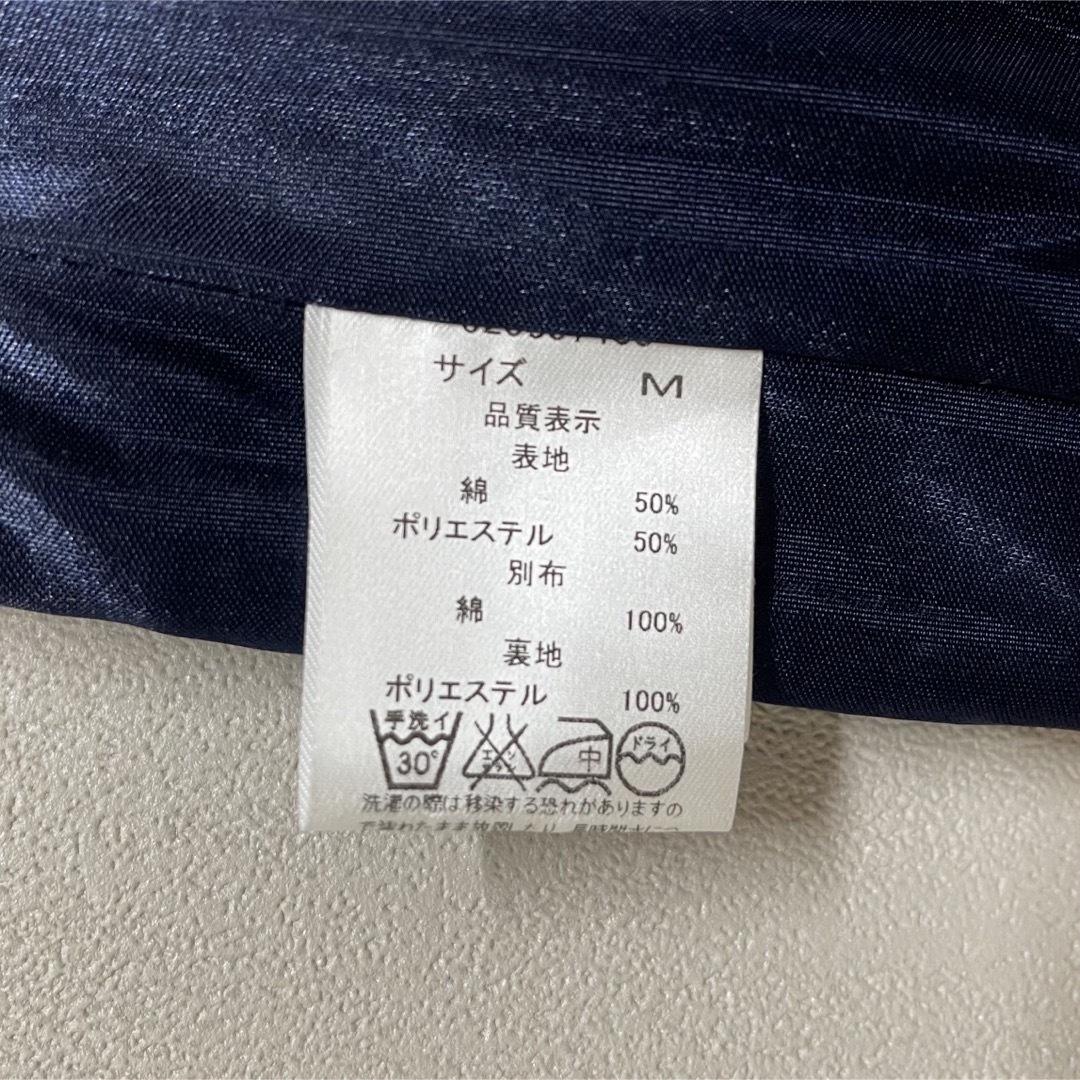 サイズ M
品質表示
表地
綿 50%
ポリエステル 50%
別布
綿 100%
裏地
ポリエステル 100%
手洗イ 30° 中 ドライ
洗濯の際は移染する恐れがありますの